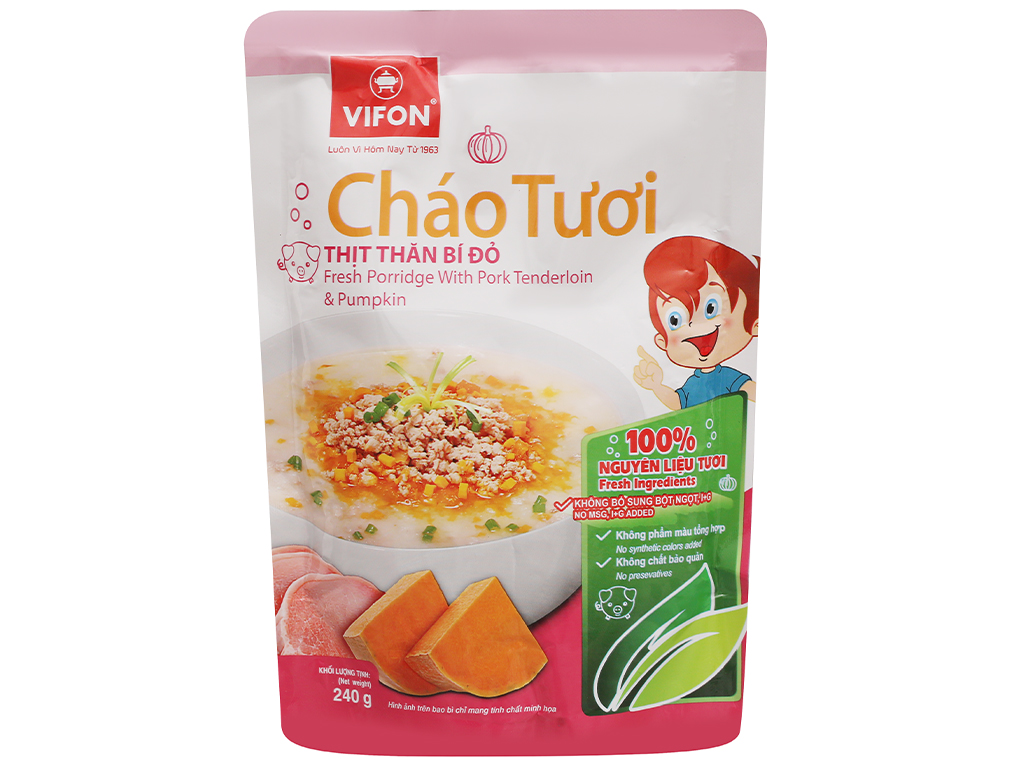 VIFON®
Luôn Vì Hôm Nay Từ 1963
Cháo Tươi
THỊT THĂN BÍ ĐỎ
Fresh Porridge With Pork Tenderloin
& Pumpkin
100%
NGUYÊN LIỆU TƯƠI
Fresh Ingredients
KHÔNG BỔ SUNG BỘT NGỌT, I+G
NO MSG, I+G ADDED
Không phẩm màu tổng hợp
No synthetic colors added
Không chất bảo quản
No presevatives
KHỐI LƯỢNG TỊNH:
(Net weight)
240 g
Hình ảnh trên bao bì chỉ mang tính chất minh họa